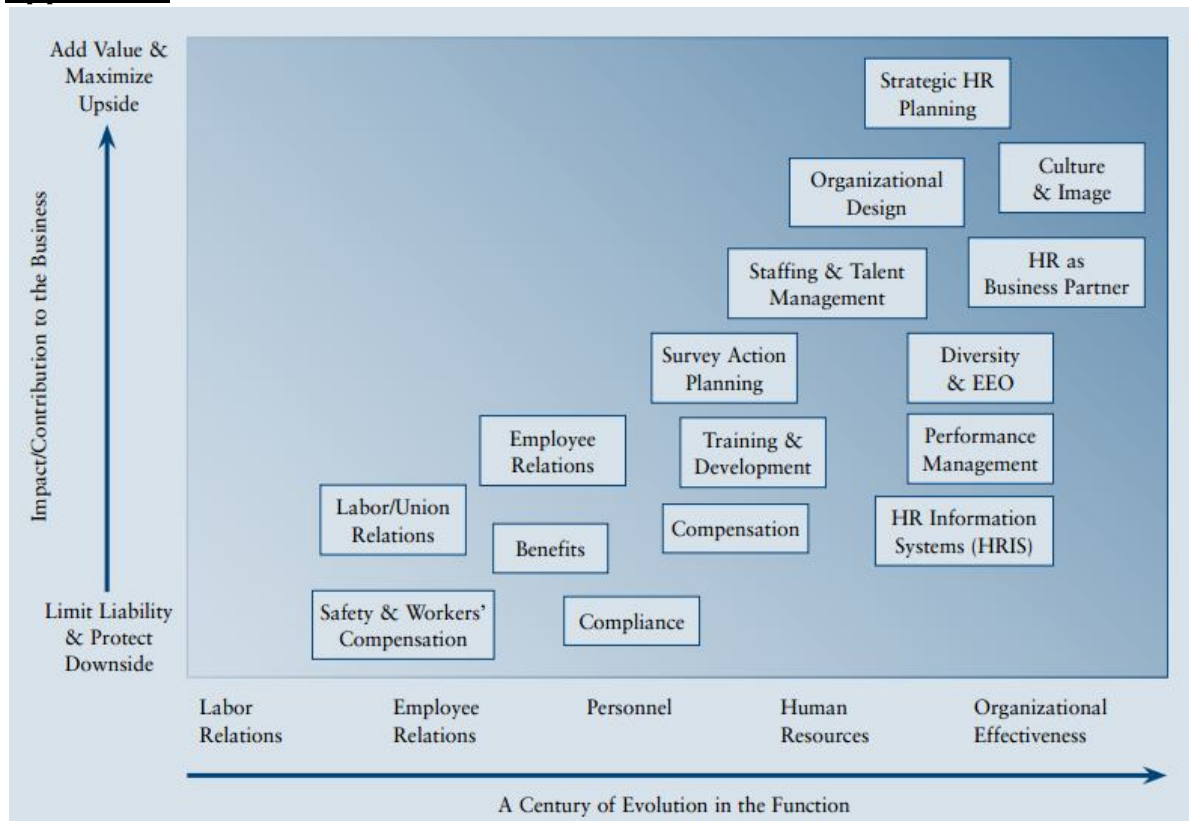 Add Value &
Maximize
Upside
Impact/Contribution to the Business
Limit Liability
& Protect
Downside
Strategic HR
Planning
Culture
& Image
Organizational
Design
HR as
Business Partner
Staffing & Talent
Management
Survey Action
Planning
Diversity
& EEO
Employee
Relations
Training &
Development
Performance
Management
Labor/Union
Relations
Benefits
Compensation
HR Information
Systems (HRIS)
Safety & Workers’
Compensation
Compliance
Labor
Relations
Employee
Relations
Personnel
Human
Resources
Organizational
Effectiveness
A Century of Evolution in the Function